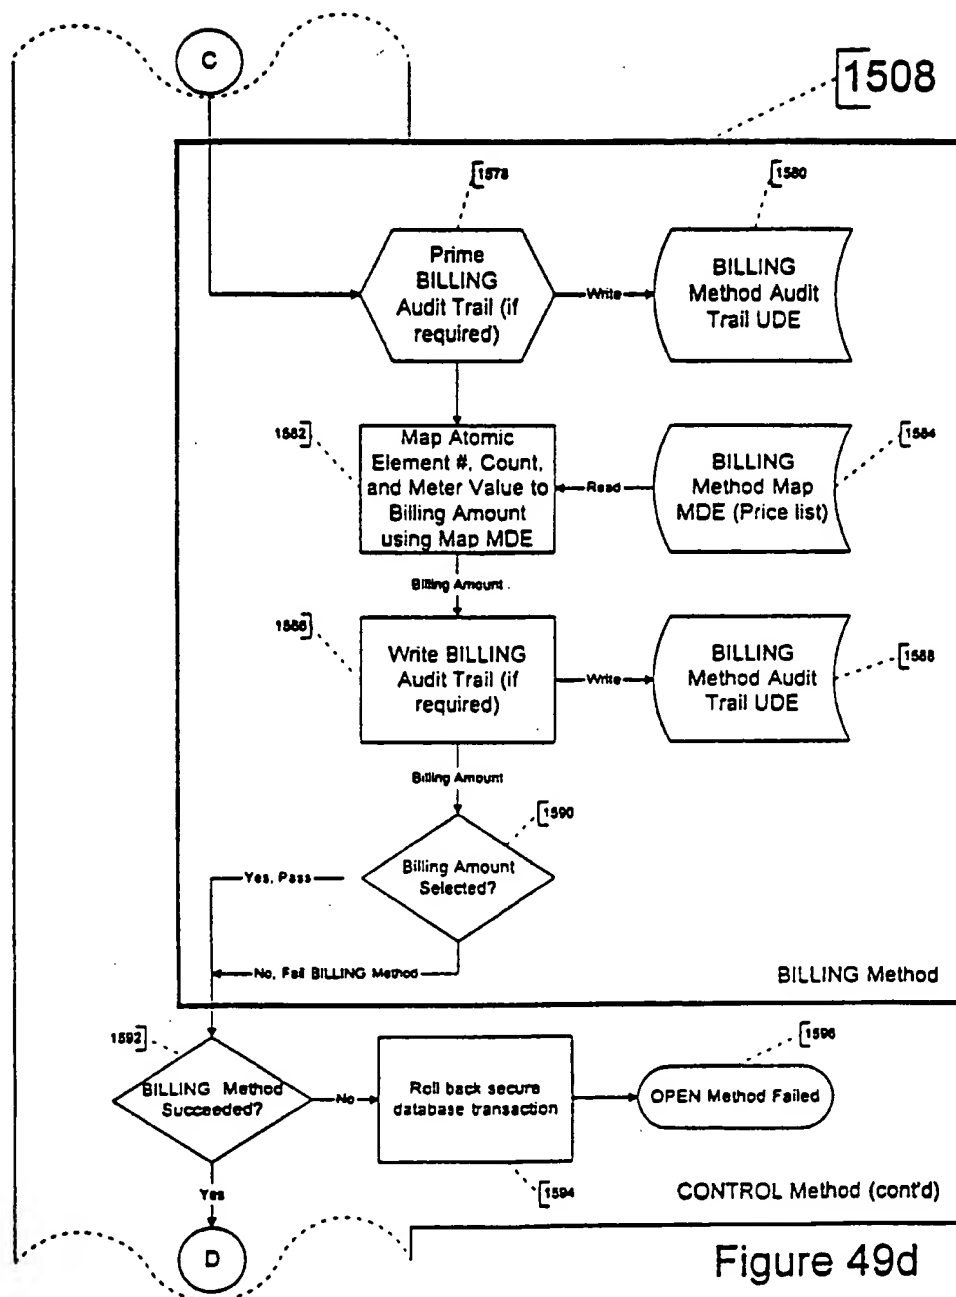 C
1508
1578
1580
Prime
BILLING
Audit Trail (if
required)
Write
BILLING
Method Audit
Trail UDE
1582
1584
Map Atomic
Element #, Count,
and Meter Value to
Billing Amount
using Map MDE
Read
BILLING
Method Map
MDE (Price list)
Billing Amount
1586
1588
Write BILLING
Audit Trail (if
required)
Write
BILLING
Method Audit
Trail UDE
Billing Amount
1590
Billing Amount
Selected?
Yes, Pass
No, Fail BILLING Method
BILLING Method
1592
1596
BILLING Method
Succeeded?
No
Roll back secure
database transaction
OPEN Method Failed
Yes
1594
CONTROL Method (cont'd)
D
Figure 49d